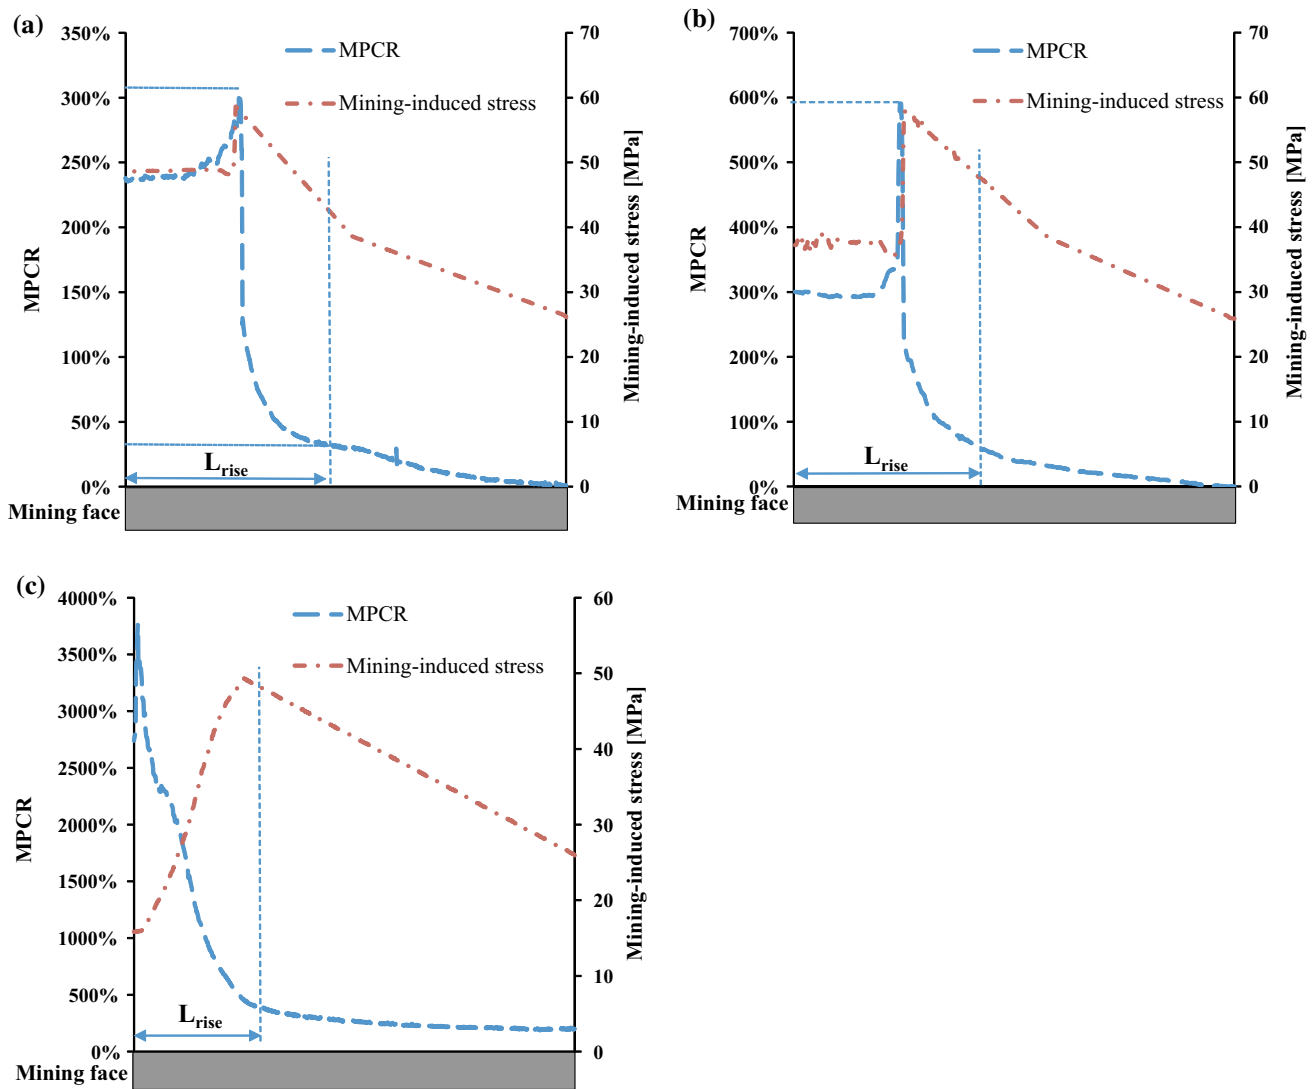 (a)
350%
300%
250%
200%
150%
100%
50%
0%
MPCR
70
60
50
40
30
20
10
0
Mining-induced stress [MPa]
MPCR
Mining-induced stress
L_rise
Mining face
(b)
700%
600%
500%
400%
300%
200%
100%
0%
MPCR
70
60
50
40
30
20
10
0
Mining-induced stress [MPa]
MPCR
Mining-induced stress
L_rise
Mining face
(c)
4000%
3500%
3000%
2500%
2000%
1500%
1000%
500%
0%
MPCR
60
50
40
30
20
10
0
Mining-induced stress [MPa]
MPCR
Mining-induced stress
L_rise
Mining face